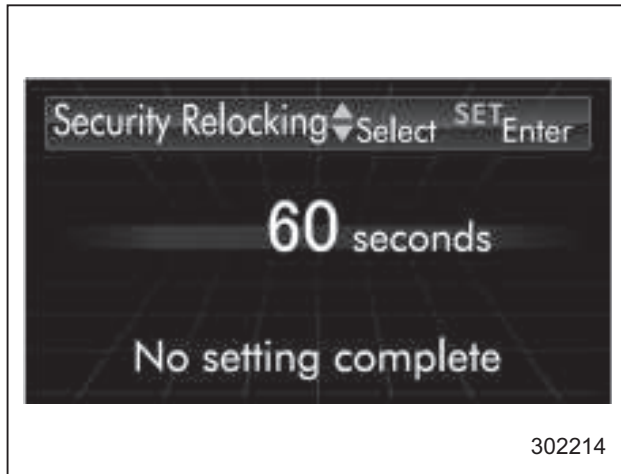 Security Relocking Select SET Enter
60 seconds
No setting complete
302214